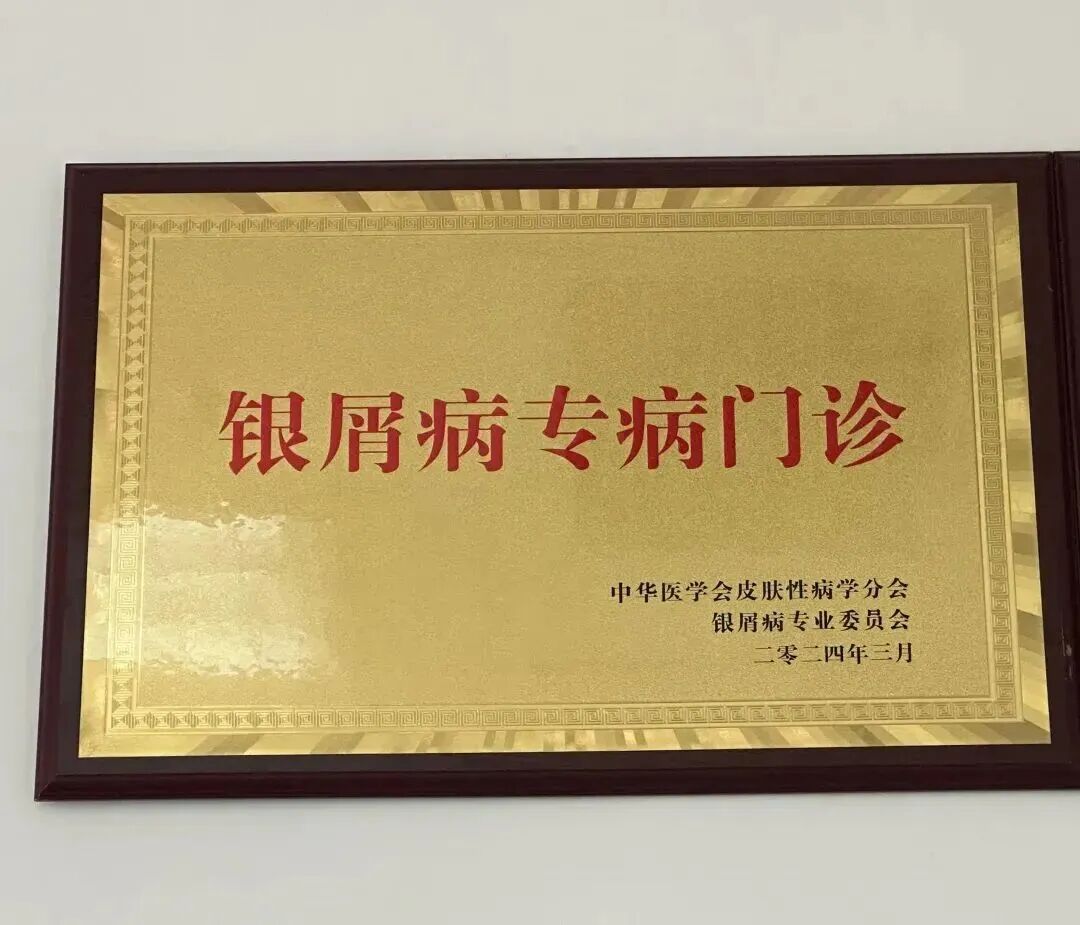 银屑病专病门诊
中华医学会皮肤性病学分会
银屑病专业委员会
二零二四年三月